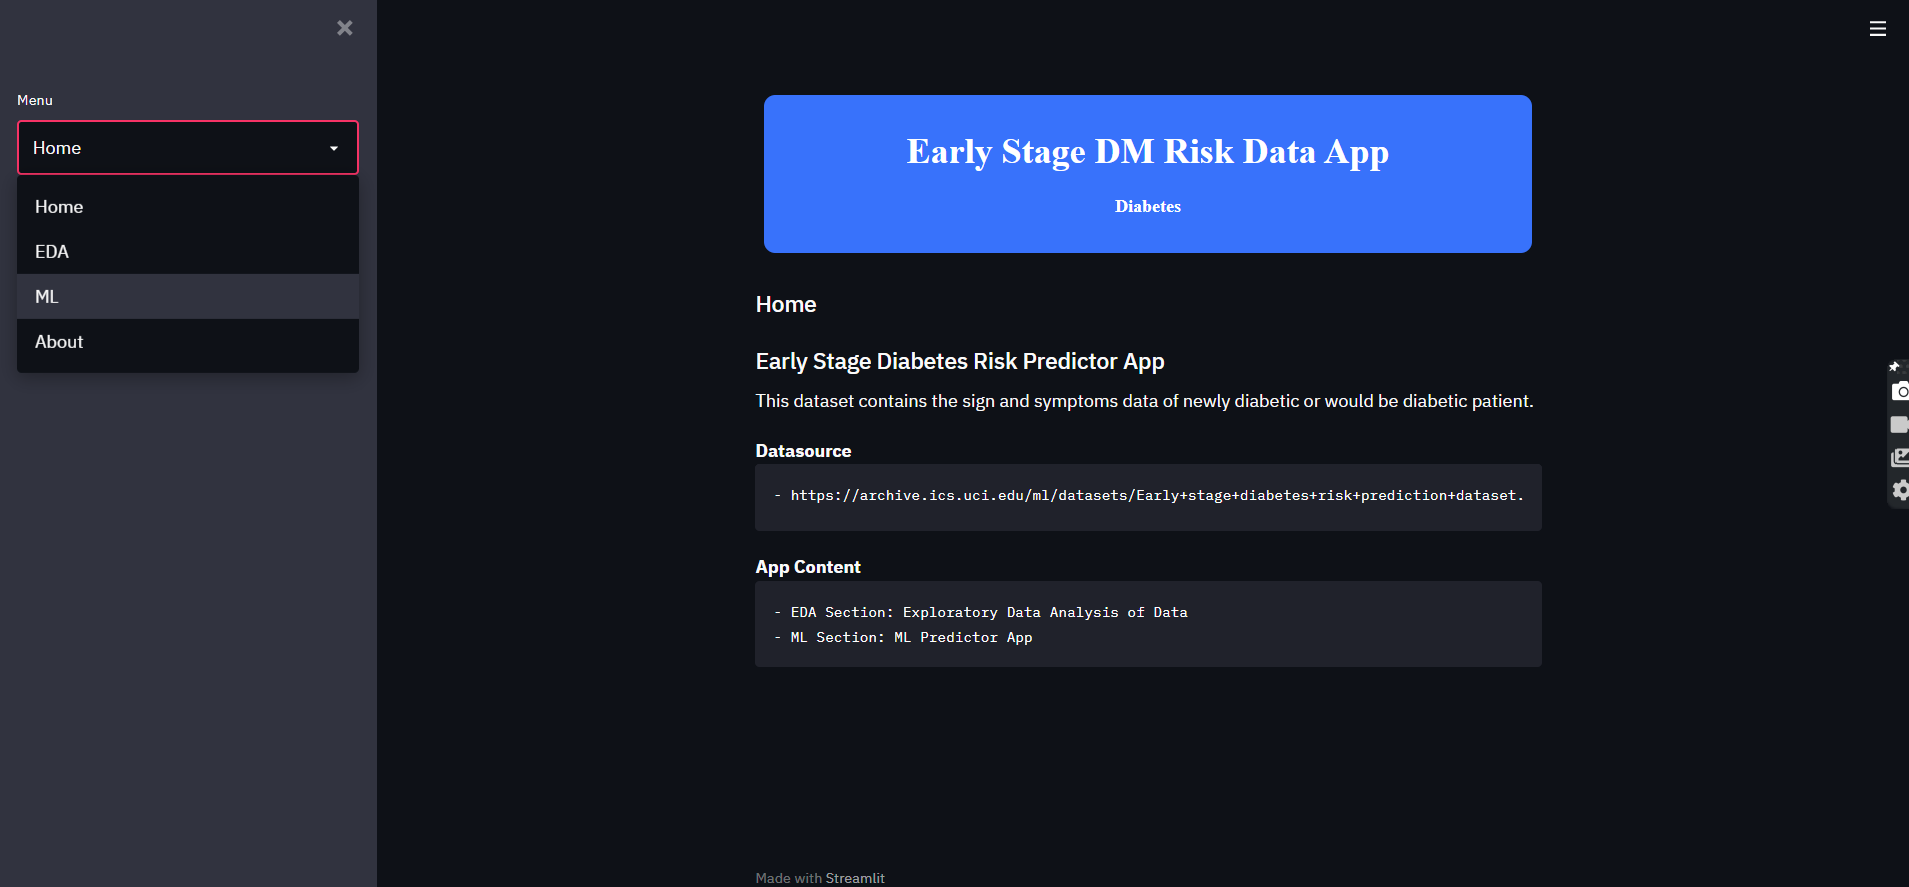 Menu
Home
Home
EDA
ML
About
Early Stage DM Risk Data App
Diabetes
Home
Early Stage Diabetes Risk Predictor App
This dataset contains the sign and symptoms data of newly diabetic or would be diabetic patient.
Datasource
- https://archive.ics.uci.edu/ml/datasets/Early+stage+diabetes+risk+prediction+dataset.
App Content
- EDA Section: Exploratory Data Analysis of Data
- ML Section: ML Predictor App
Made with Streamlit